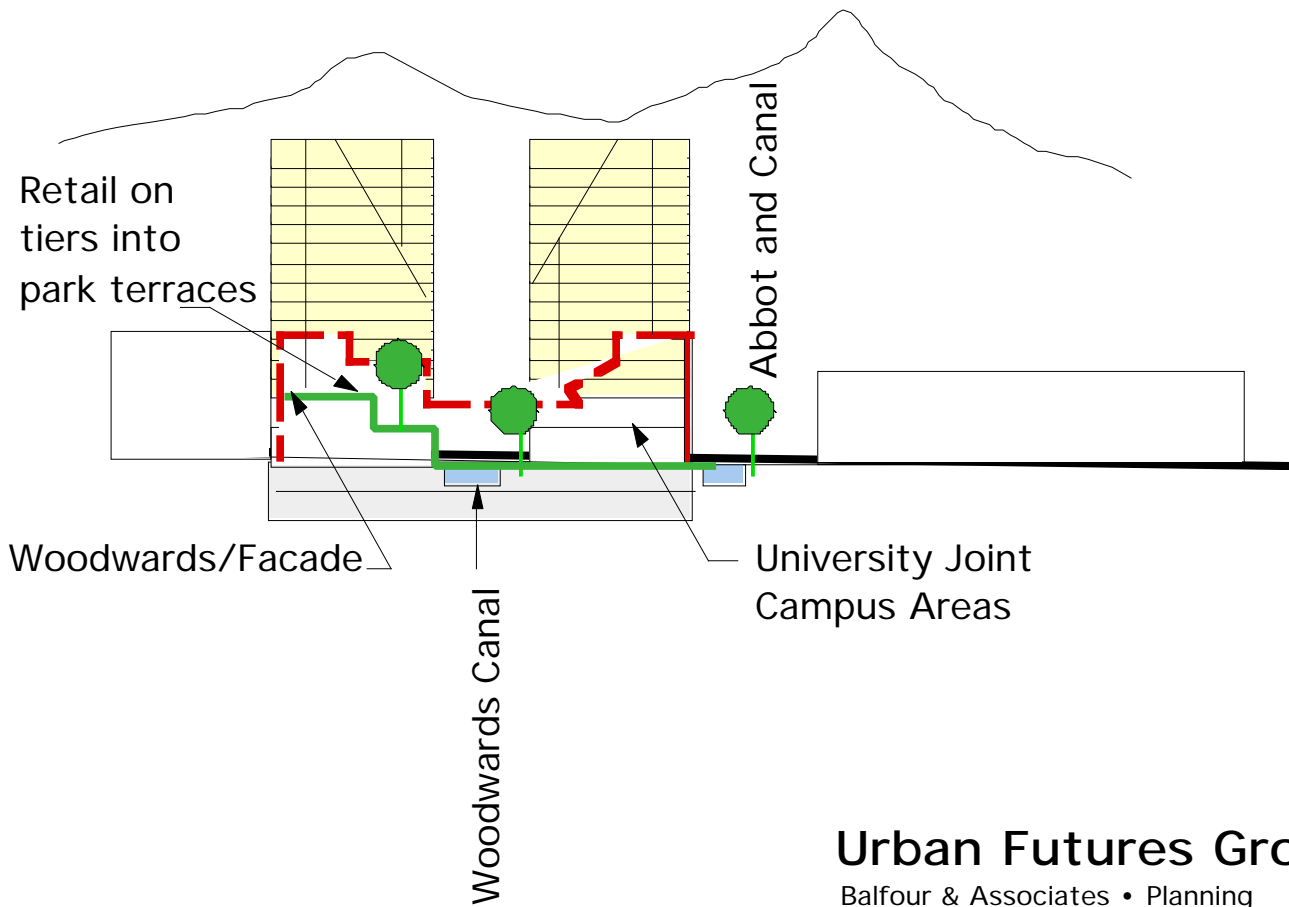 Abbot and Canal
Retail on
tiers into
park terraces
Woodwards/Facade
University Joint
Campus Areas
Woodwards Canal
Urban Futures Gro
Balfour & Associates • Planning